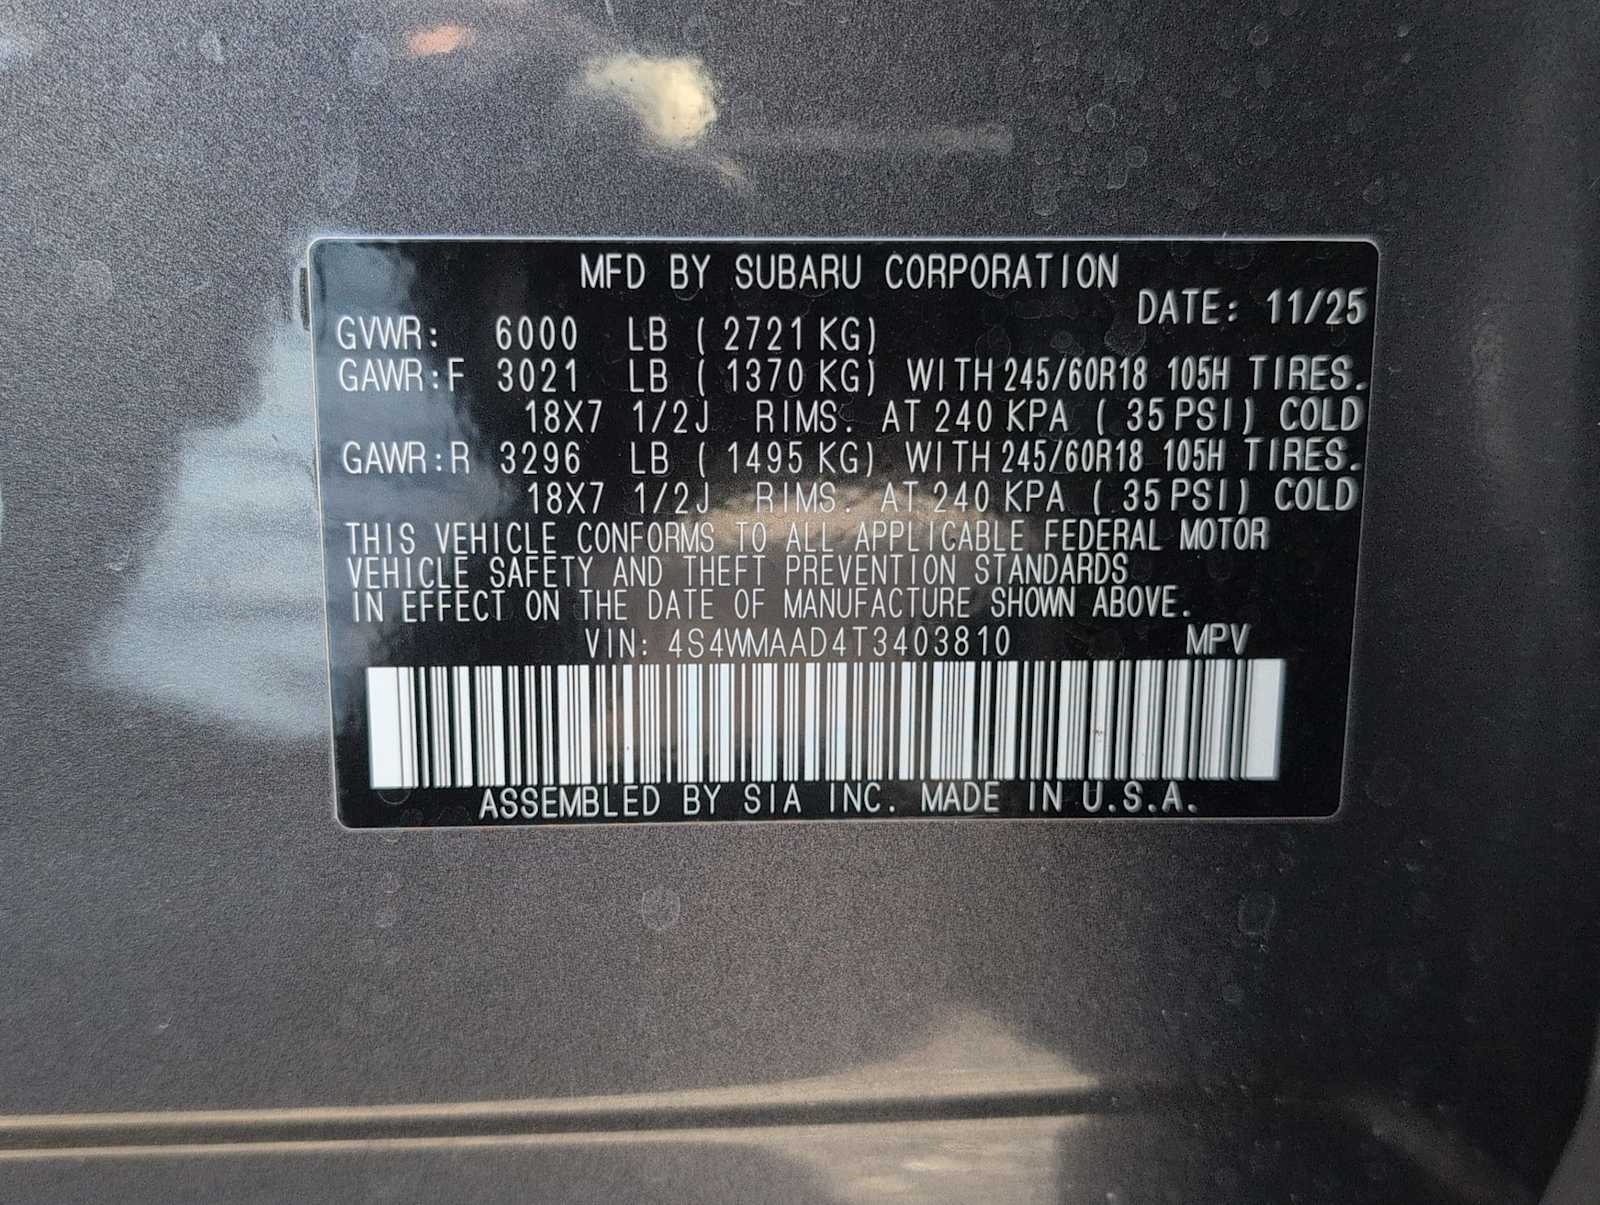 MFD BY SUBARU CORPORATION
DATE: 11/25
GVWR: 6000 LB ( 2721 KG)
GAWR:F 3021 LB ( 1370 KG) WITH 245/60R18 105H TIRES.
18X7 1/2J RIMS. AT 240 KPA ( 35 PSI) COLD
GAWR:R 3296 LB ( 1495 KG) WITH 245/60R18 105H TIRES.
18X7 1/2J RIMS. AT 240 KPA ( 35 PSI) COLD
THIS VEHICLE CONFORMS TO ALL APPLICABLE FEDERAL MOTOR
VEHICLE SAFETY AND THEFT PREVENTION STANDARDS
IN EFFECT ON THE DATE OF MANUFACTURE SHOWN ABOVE.
VIN: 4S4WMAAD4T3403810 MPV
ASSEMBLED BY SIA INC. MADE IN U.S.A.